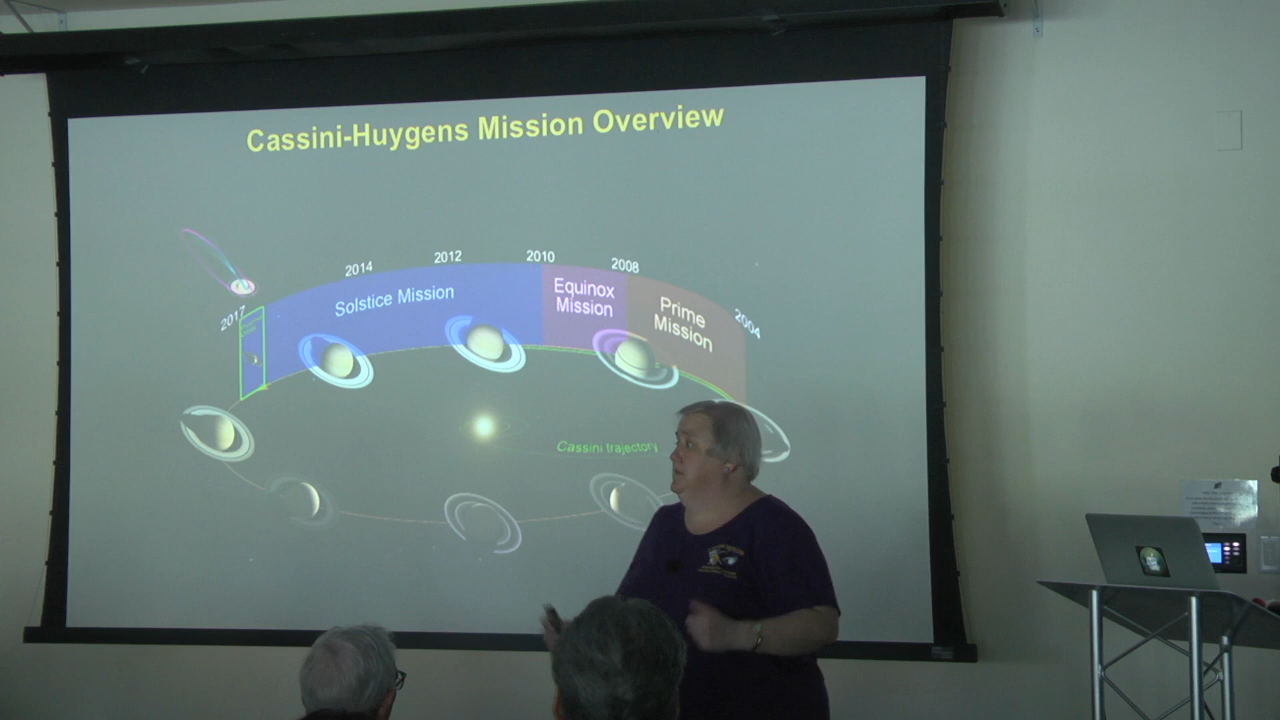 Cassini-Huygens Mission Overview
2014
2012
2010
2008
2004
2017
Solstice Mission
Equinox
Mission
Prime
Mission
Cassini trajectory